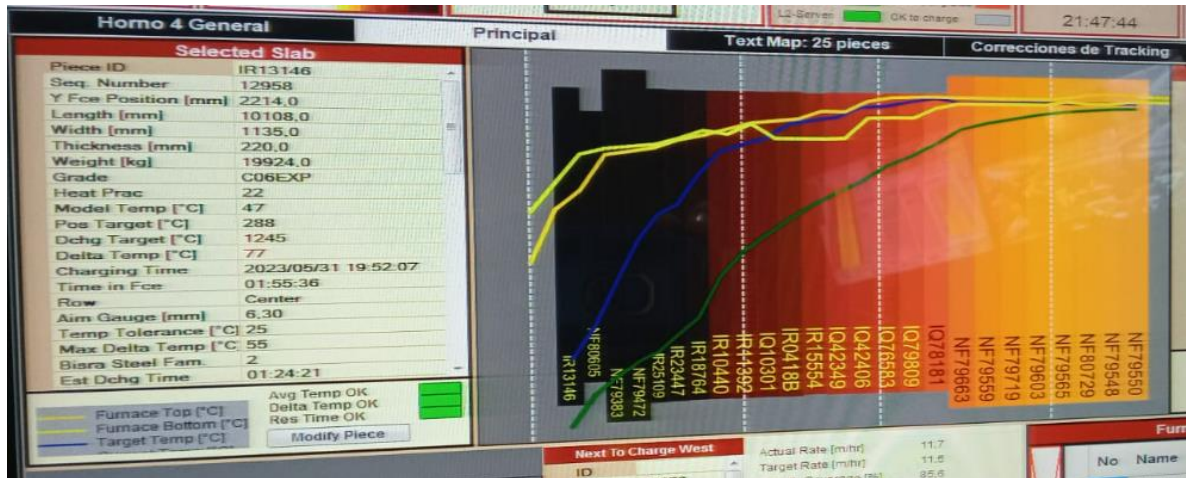 L2-Server
OK to charge
21:47:44
Horno 4 General
Principal
Text Map: 25 pieces
Correcciones de Tracking
Selected Slab
Piece ID IR13146
Seq. Number 12958
Y Fce Position [mm] 2214,0
Length [mm] 10108,0
Width [mm] 1135,0
Thickness [mm] 220,0
Weight [kg] 19924,0
Grade C06EXP
Heat Prac 22
Model Temp [°C] 47
Pos Target [°C] 288
Dchg Target [°C] 1245
Delta Temp [°C] 77
Charging Time 2023/05/31 19:52:07
Time in Fce 01:55:36
Row Center
Aim Gauge [mm] 6,30
Temp Tolerance [°C] 25
Max Delta Temp [°C] 55
Bisra Steel Fam. 2
Est Dchg Time 01:24:21
IR13146
NF80605
NF79383
NF79472
IR25109
IR23447
IR18764
IR10440
IR41392
IQ10301
IR0418B
IR15554
IQ42349
IQ42406
IQ76583
IQ79809
IQ78181
NF79663
NF79559
NF79719
NF79603
NF79565
NF80729
NF79548
NF79550
Furnace Top [°C]
Furnace Bottom [°C]
Target Temp [°C]
Avg Temp OK
Delta Temp OK
Res Time OK
Modify Piece
Next To Charge West
ID
Actual Rate [m/hr] 11.7
Target Rate [m/hr] 11.5
85.6
Furn
No Name